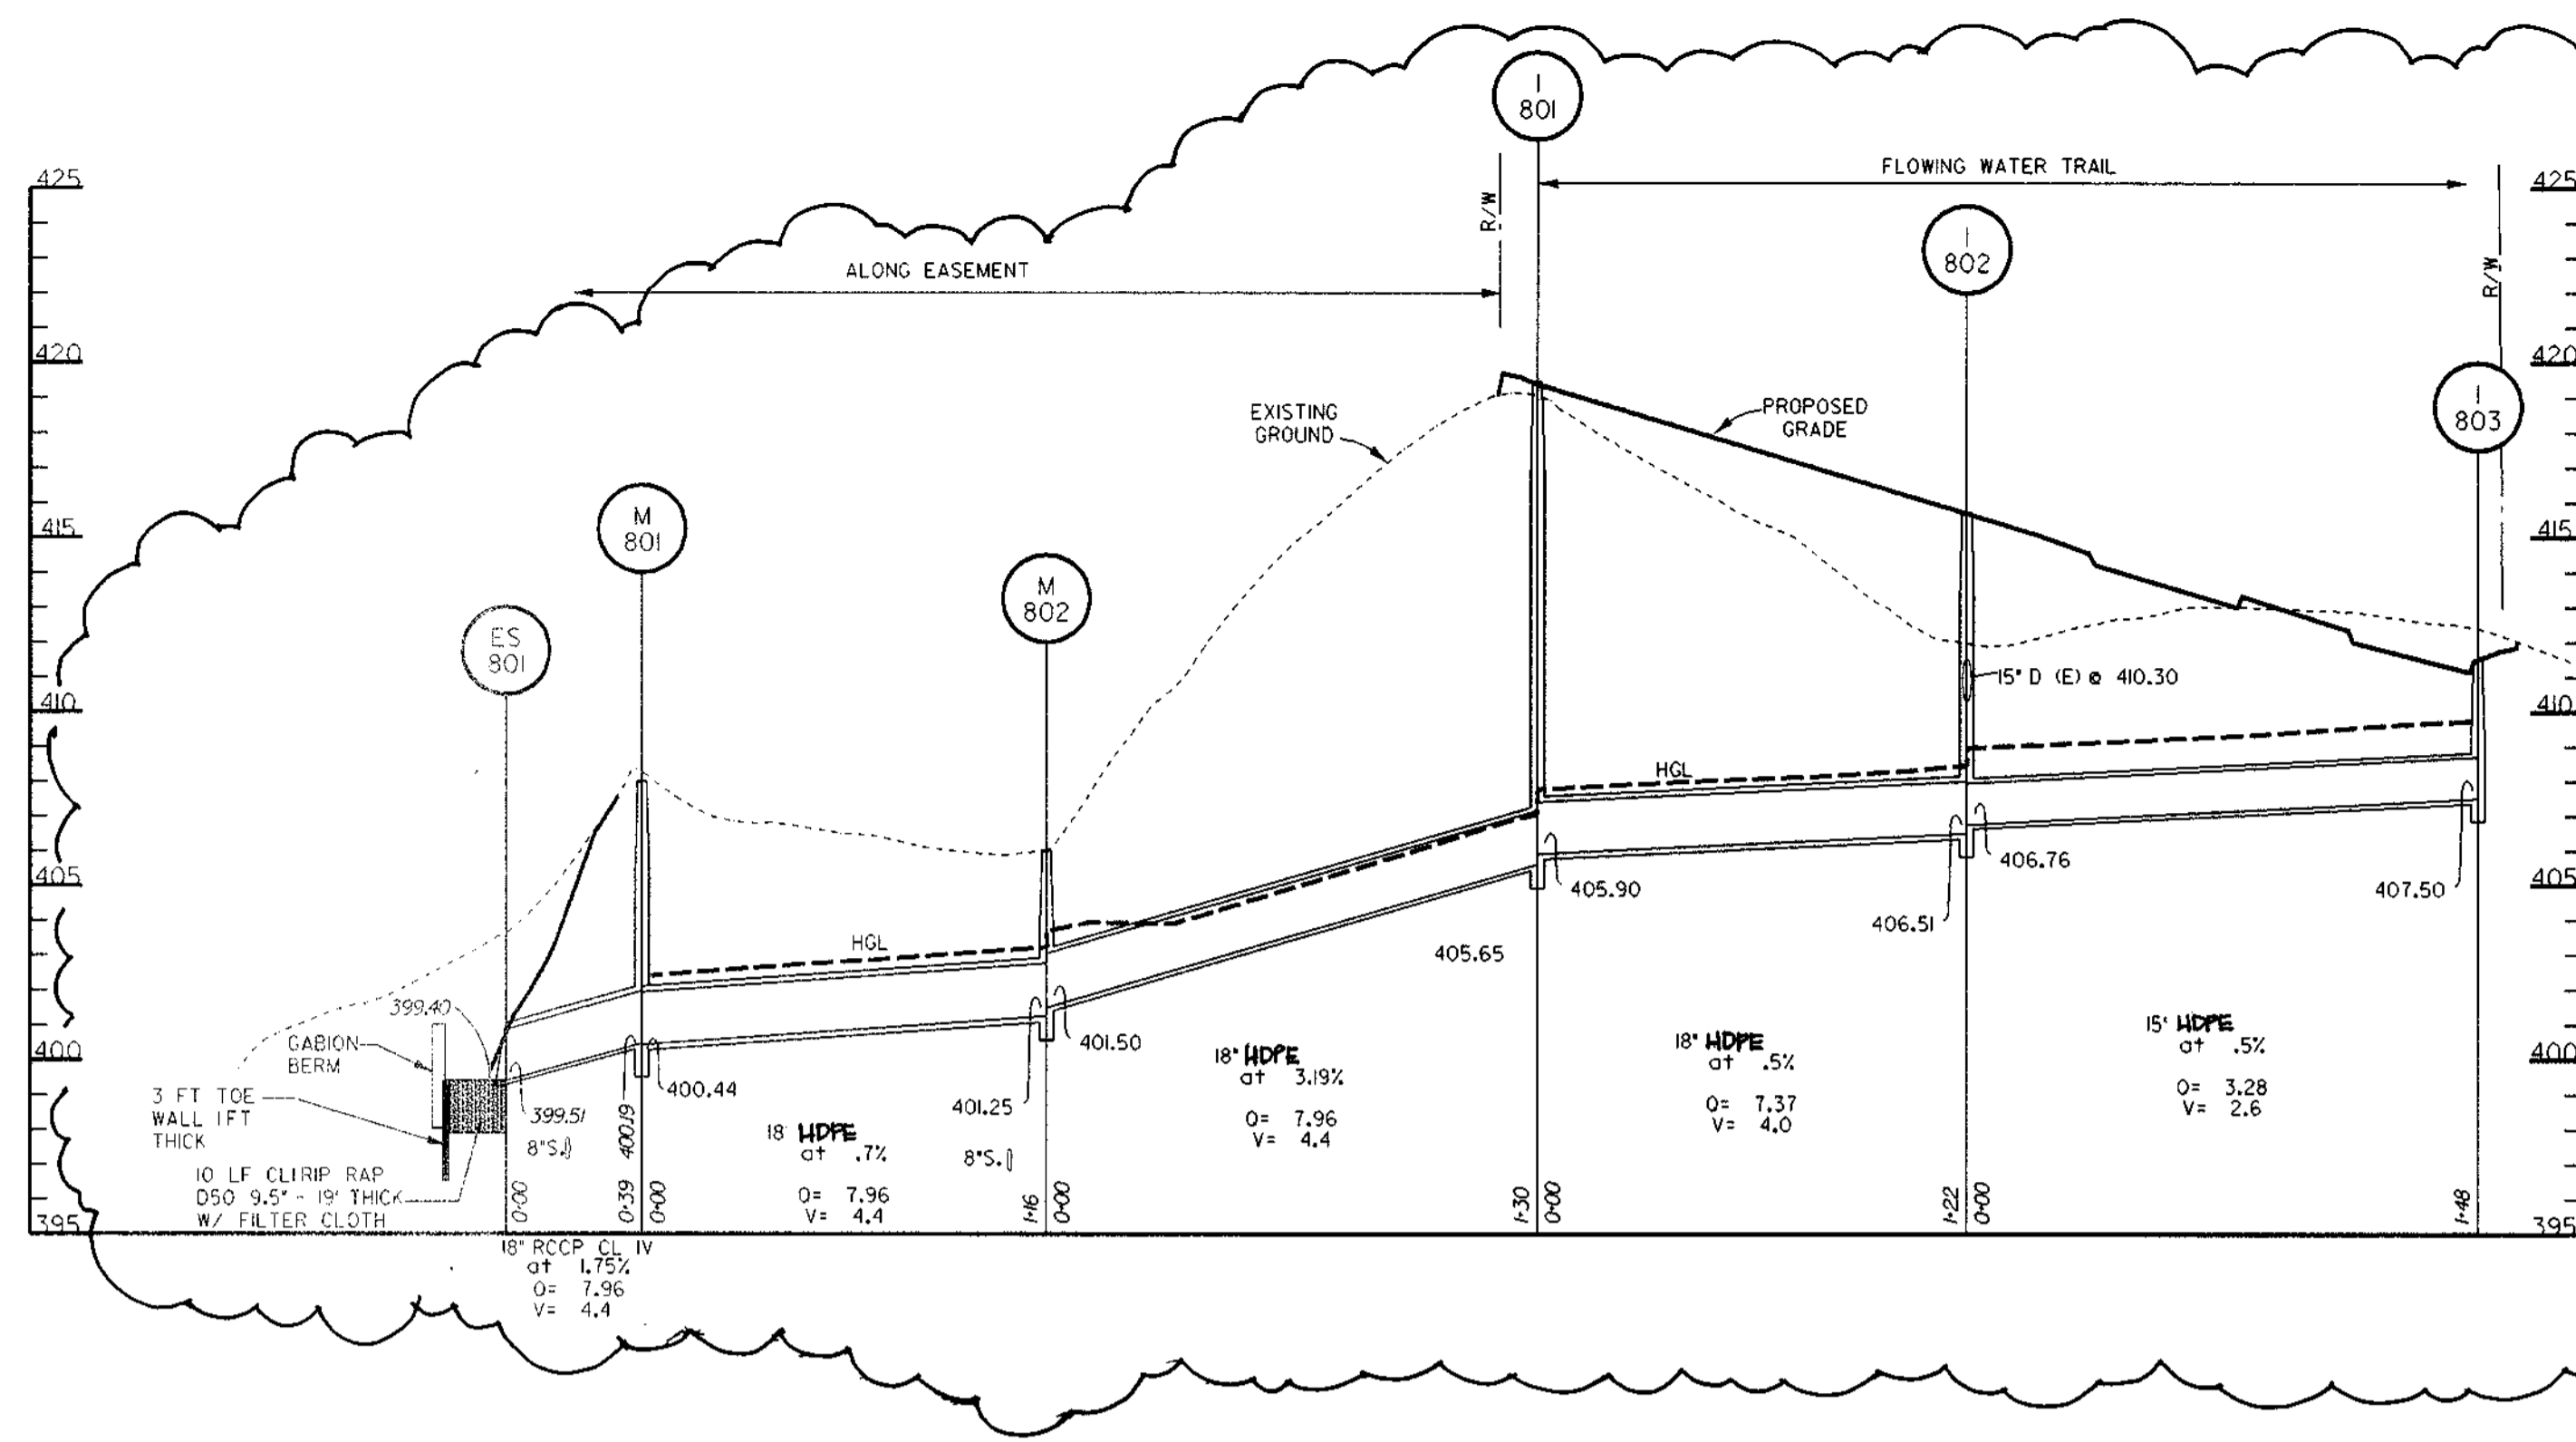 I
801
FLOWING WATER TRAIL
425
425
R/W
I
802
R/W
ALONG EASEMENT
420
420
EXISTING
GROUND
PROPOSED
GRADE
I
803
M
801
415
415
M
802
ES
801
15" D (E) @ 410.30
410
410
HGL
405
405
406.76
405.90
407.50
406.51
HGL
405.65
399.40
GABION
BERM
400
400
401.50
400.44
401.25
399.51
400.19
3 FT TOE
WALL 1FT
THICK
8"S.
8"S.
10 LF CL1RIP RAP
D50 9.5" - 19" THICK
W/ FILTER CLOTH
18" HDPE
at .7%
Q= 7.96
V= 4.4
18" HDPE
at 3.19%
Q= 7.96
V= 4.4
18" HDPE
at .5%
Q= 7.37
V= 4.0
15" HDPE
at .5%
Q= 3.28
V= 2.6
0+00
0+39
0+00
1+16
0+00
1+30
0+00
1+22
0+00
1+48
395
395
18" RCCP CL IV
at 1.75%
Q= 7.96
V= 4.4